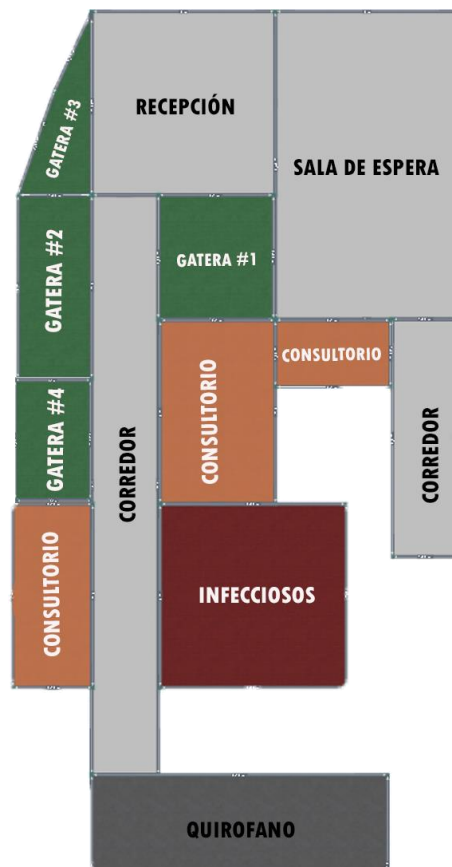 RECEPCIÓN
GATERA #3
SALA DE ESPERA
GATERA #2
GATERA #1
CONSULTORIO
CONSULTORIO
GATERA #4
CORREDOR
CORREDOR
CONSULTORIO
INFECCIOSOS
QUIROFANO